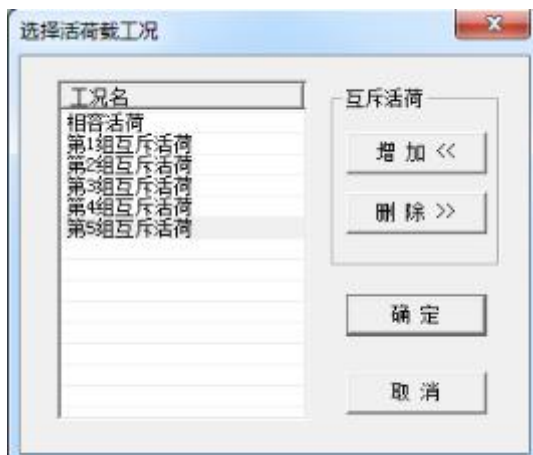 选择活荷载工况
工况名
相容活荷
第1组互斥活荷
第2组互斥活荷
第3组互斥活荷
第4组互斥活荷
第5组互斥活荷
互斥活荷
增 加 <<
删 除 >>
确 定
取 消